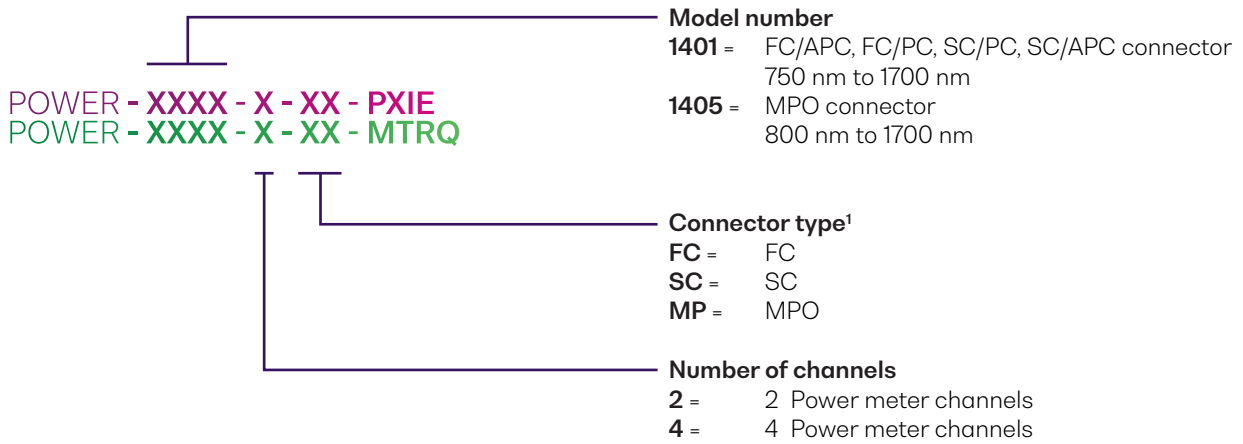 Model number
1401 = FC/APC, FC/PC, SC/PC, SC/APC connector
750 nm to 1700 nm
1405 = MPO connector
800 nm to 1700 nm
POWER - XXXX - X - XX - PXIE
POWER - XXXX - X - XX - MTRQ
Connector type¹
FC = FC
SC = SC
MP = MPO
Number of channels
2 = 2 Power meter channels
4 = 4 Power meter channels